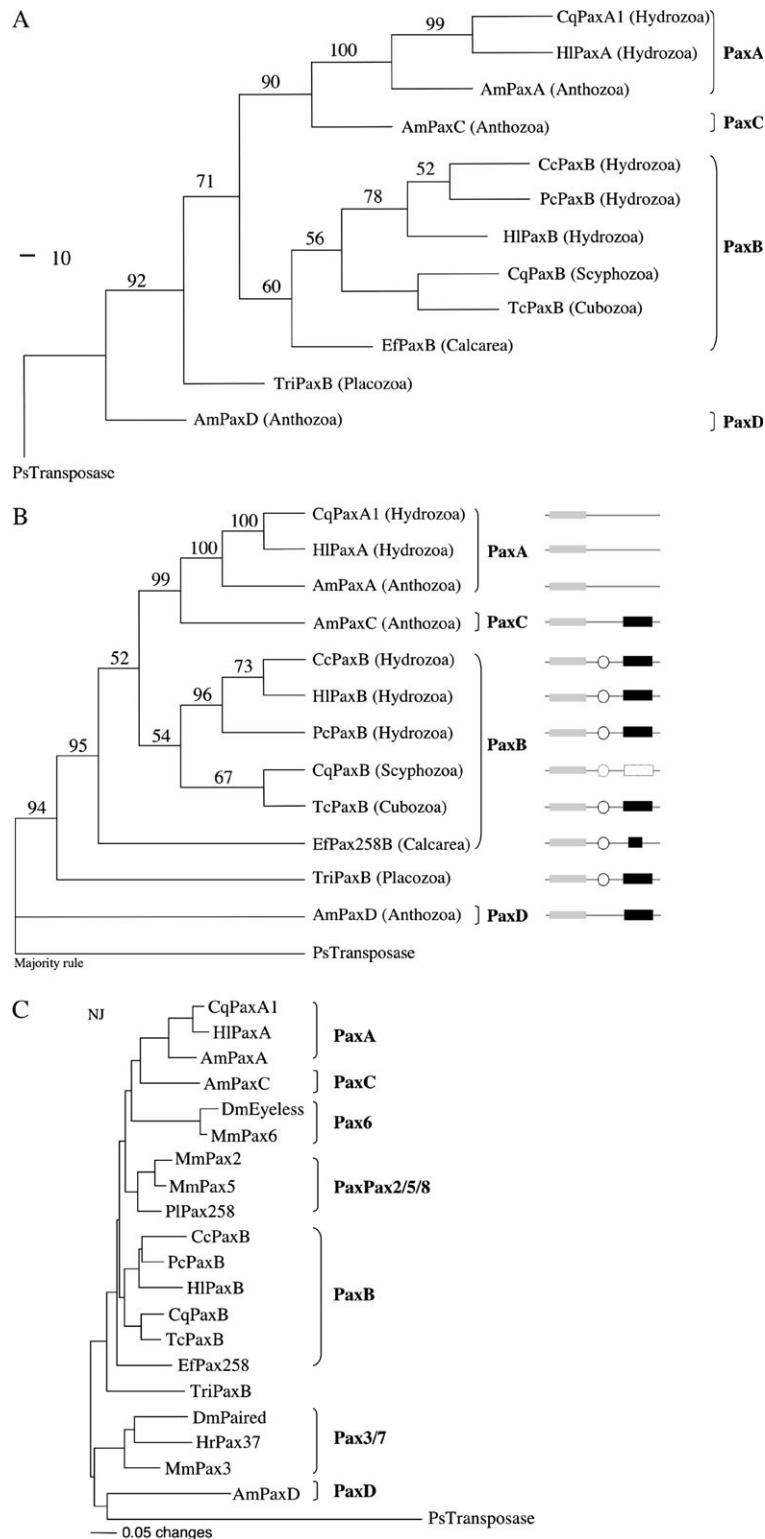 A
99
CqPaxA1 (Hydrozoa)
100
HlPaxA (Hydrozoa)
PaxA
90
AmPaxA (Anthozoa)
AmPaxC (Anthozoa)
PaxC
71
52
CcPaxB (Hydrozoa)
78
PcPaxB (Hydrozoa)
56
HlPaxB (Hydrozoa)
PaxB
10
92
60
CqPaxB (Scyphozoa)
TcPaxB (Cubozoa)
EfPaxB (Calcarea)
TriPaxB (Placozoa)
AmPaxD (Anthozoa)
PaxD
PsTransposase
B
100
CqPaxA1 (Hydrozoa)
100
HlPaxA (Hydrozoa)
PaxA
99
AmPaxA (Anthozoa)
AmPaxC (Anthozoa)
PaxC
52
73
CcPaxB (Hydrozoa)
96
HlPaxB (Hydrozoa)
95
54
PcPaxB (Hydrozoa)
PaxB
67
CqPaxB (Scyphozoa)
94
TcPaxB (Cubozoa)
EfPax258B (Calcarea)
TriPaxB (Placozoa)
AmPaxD (Anthozoa)
PaxD
Majority rule
PsTransposase
C
NJ
CqPaxA1
HlPaxA
PaxA
AmPaxA
AmPaxC
PaxC
DmEyeless
Pax6
MmPax6
MmPax2
MmPax5
PaxPax2/5/8
PlPax258
CcPaxB
PcPaxB
HlPaxB
PaxB
CqPaxB
TcPaxB
EfPax258
TriPaxB
DmPaired
HrPax37
Pax3/7
MmPax3
AmPaxD
PaxD
PsTransposase
0.05 changes